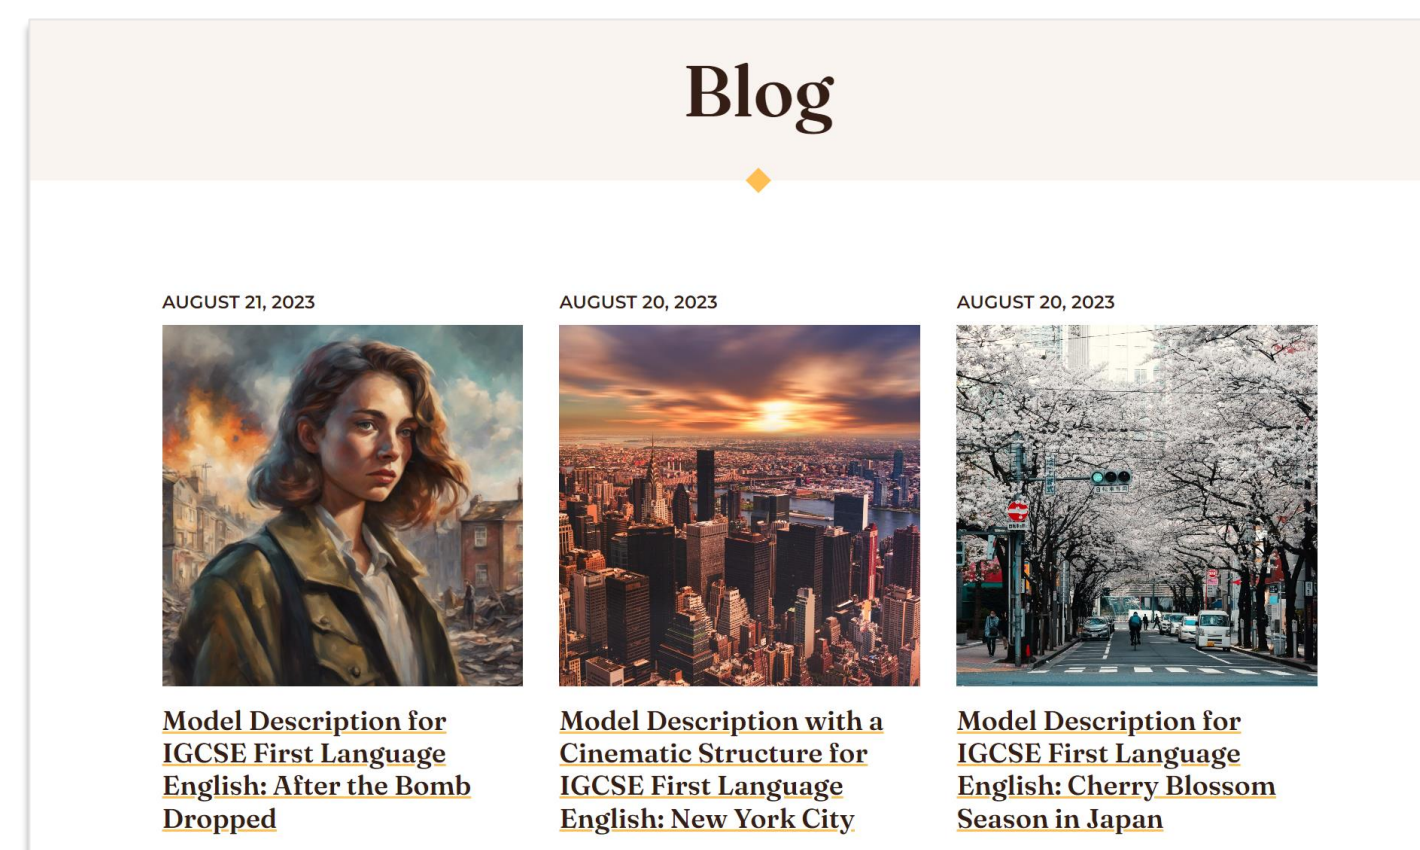 Blog
AUGUST 21, 2023
AUGUST 20, 2023
AUGUST 20, 2023
Model Description for
IGCSE First Language
English: After the Bomb
Dropped
Model Description with a
Cinematic Structure for
IGCSE First Language
English: New York City
Model Description for
IGCSE First Language
English: Cherry Blossom
Season in Japan